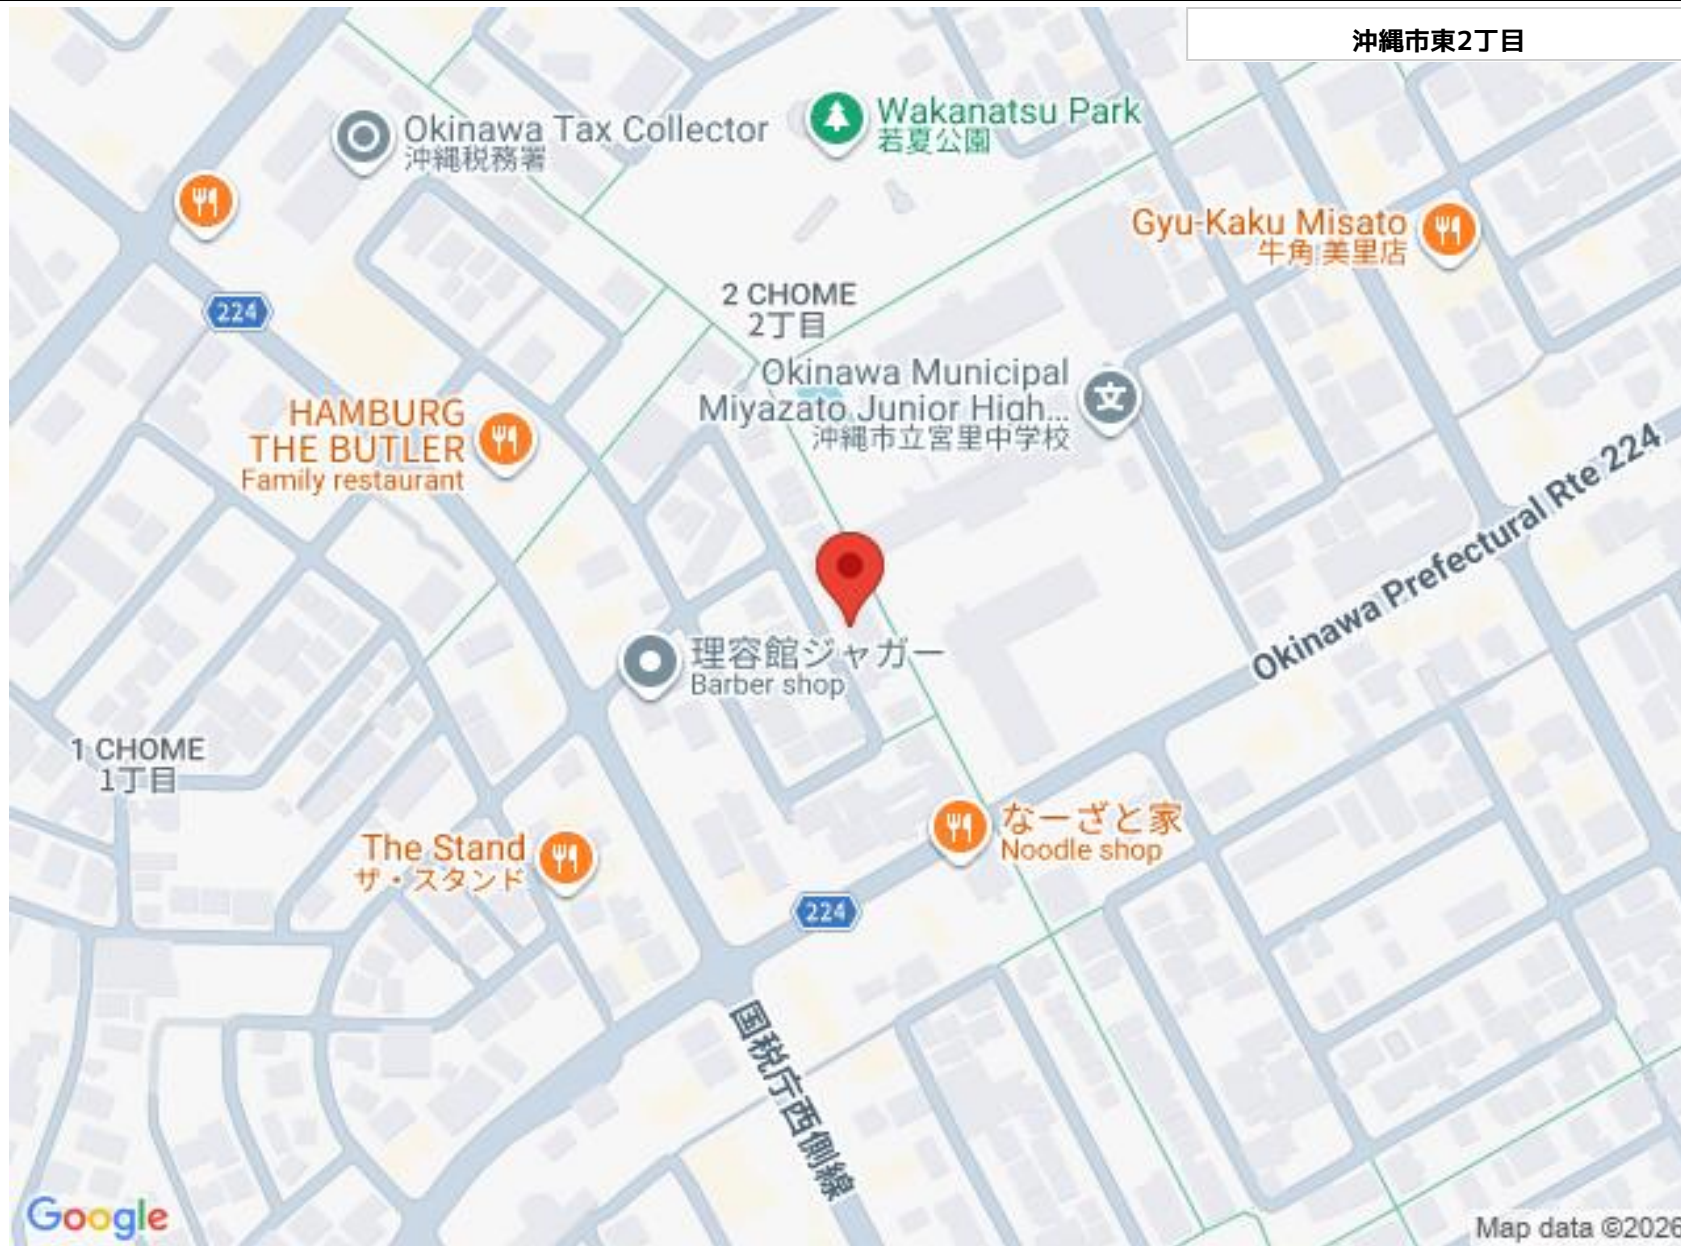 沖縄市東2丁目
Wakanatsu Park
若夏公園
Okinawa Tax Collector
沖縄税務署
Gyu-Kaku Misato
牛角 美里店
224
2 CHOME
2丁目
Okinawa Municipal
Miyazato Junior High...
沖縄市立宮里中学校
HAMBURG
THE BUTLER
Family restaurant
文
Okinawa Prefectural Rte 224
理容館ジャガー
Barber shop
1 CHOME
1丁目
なーざと家
Noodle shop
The Stand
ザ・スタンド
224
国税庁西側線
Google
Map data ©2026